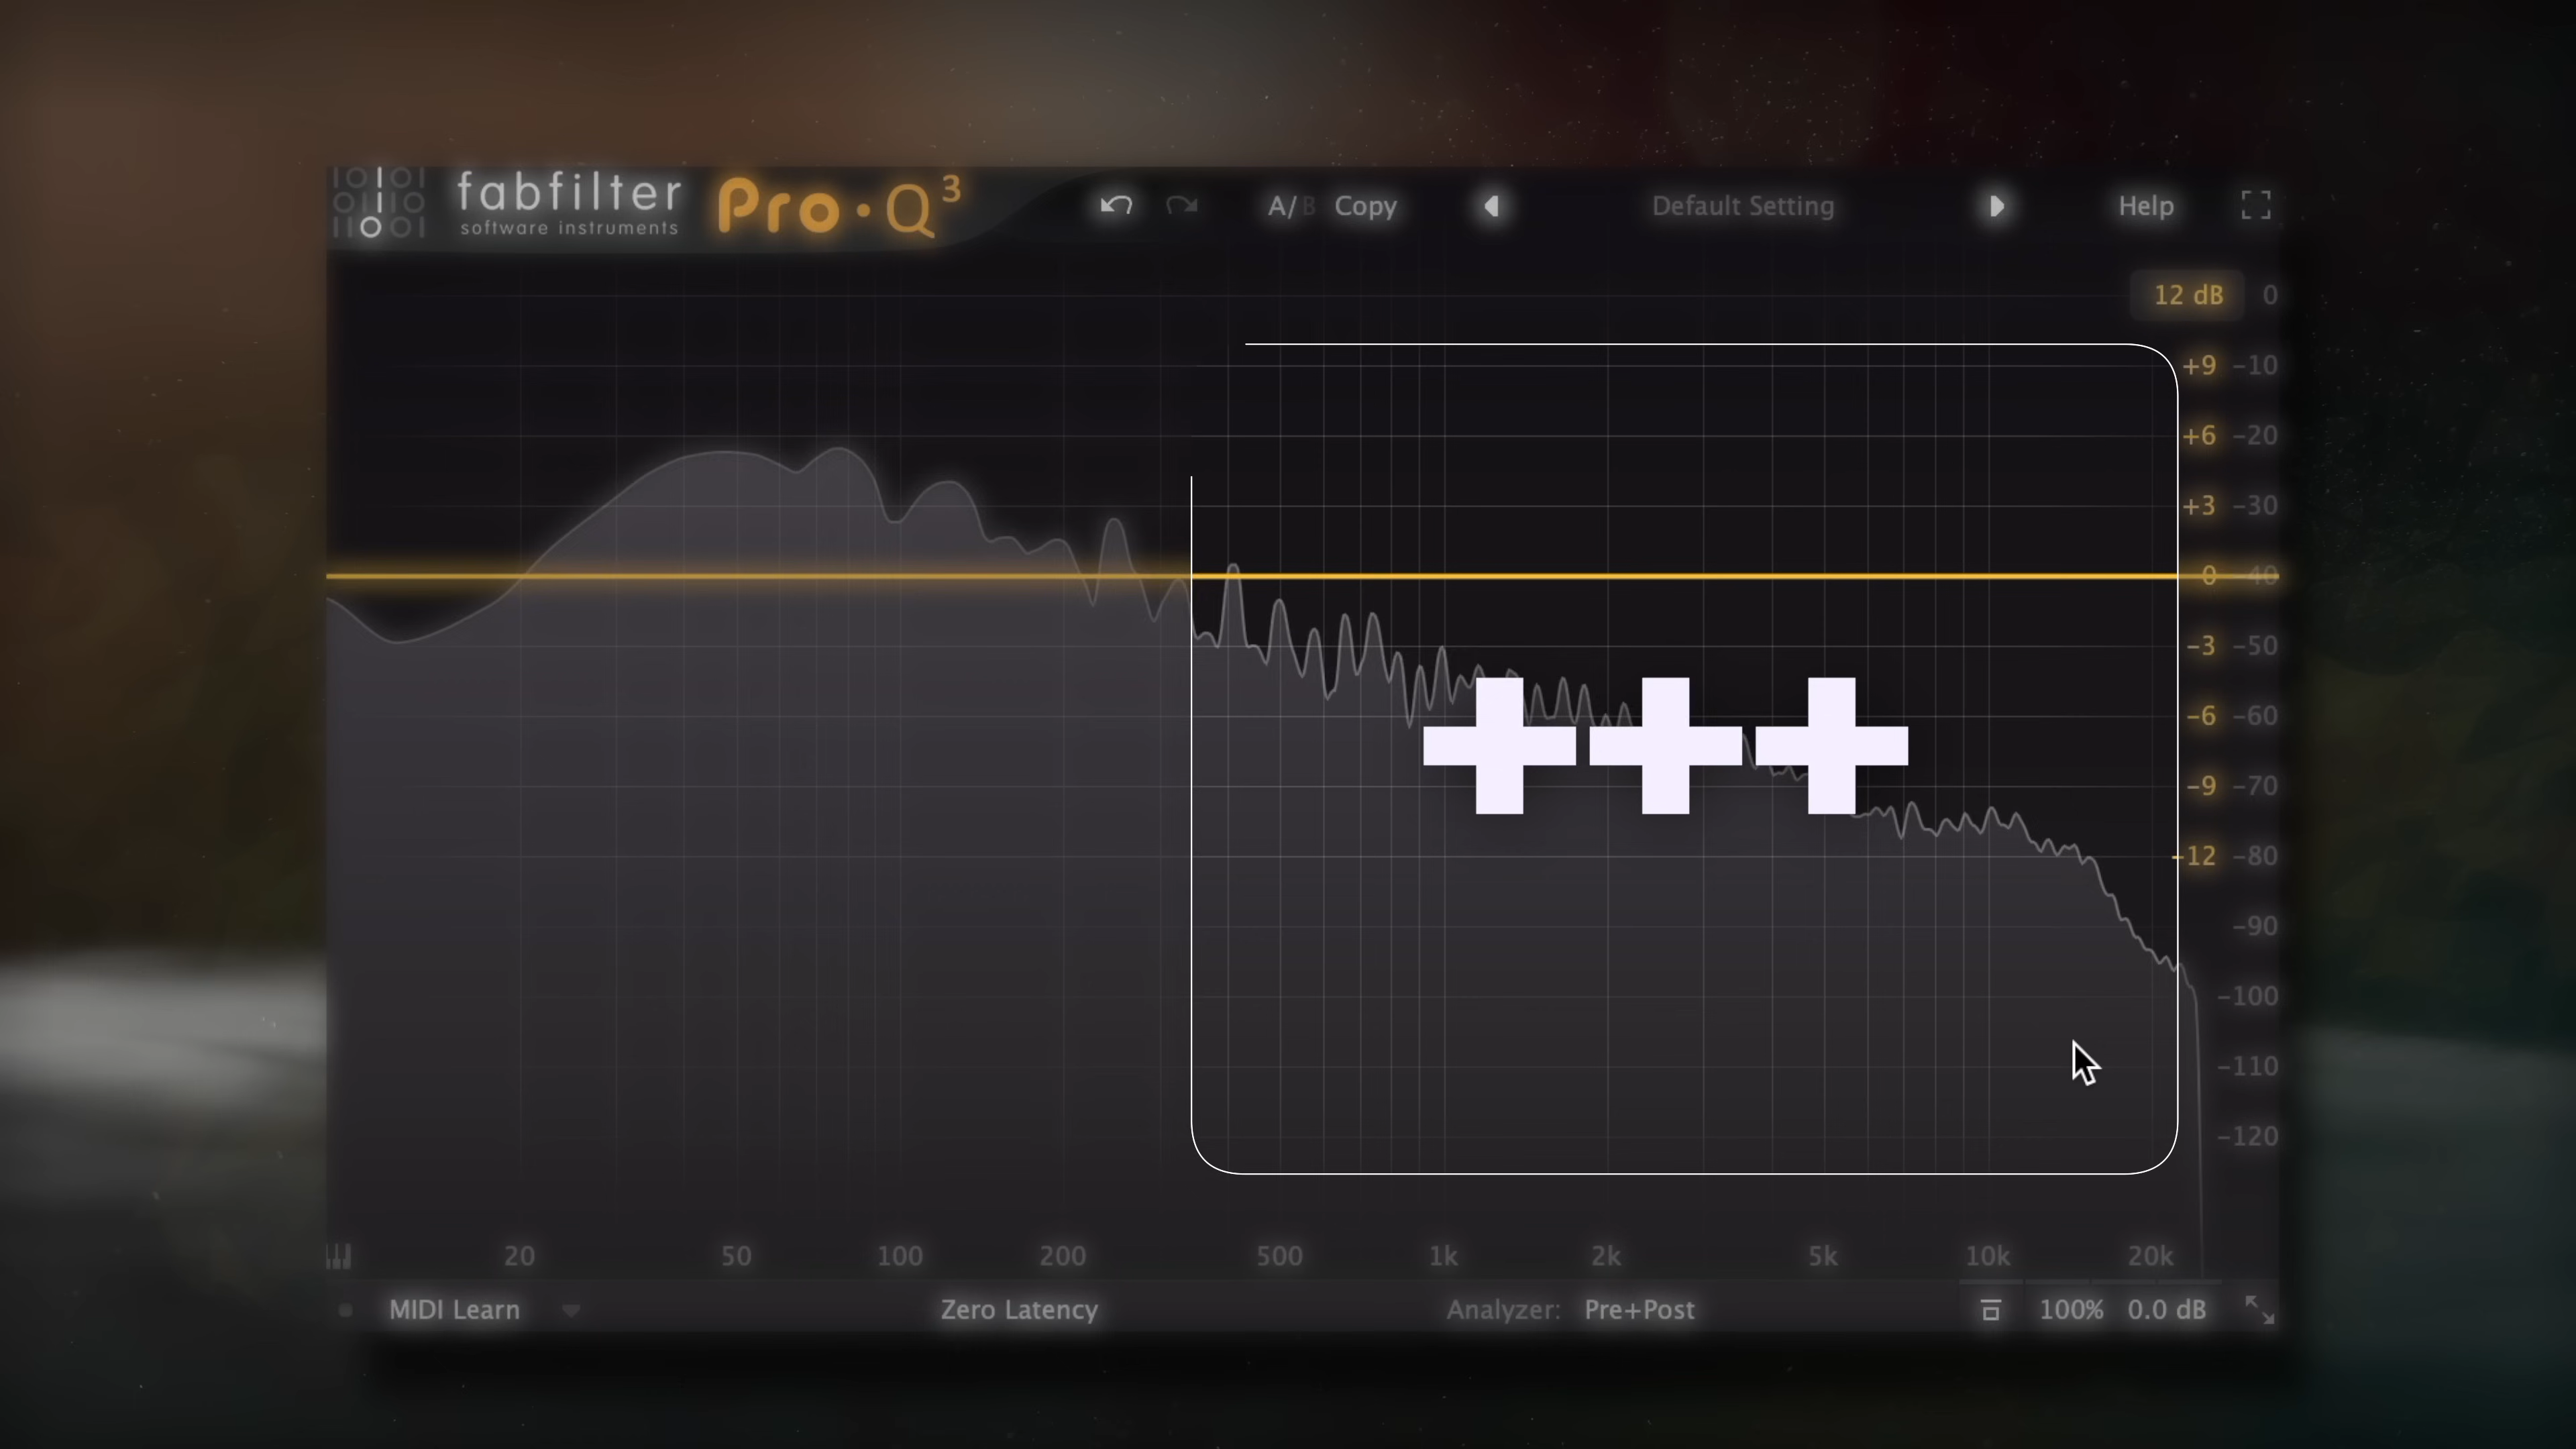 fabfilter
software instruments
Pro·Q3
A/B Copy
Default Setting
Help
12 dB 0
+9 -10
+6 -20
+3 -30
0 -40
-3 -50
-6 -60
-9 -70
-12 -80
-90
-100
-110
-120
+++
20 50 100 200 500 1k 2k 5k 10k 20k
MIDI Learn
Zero Latency
Analyzer: Pre+Post
100% 0.0 dB